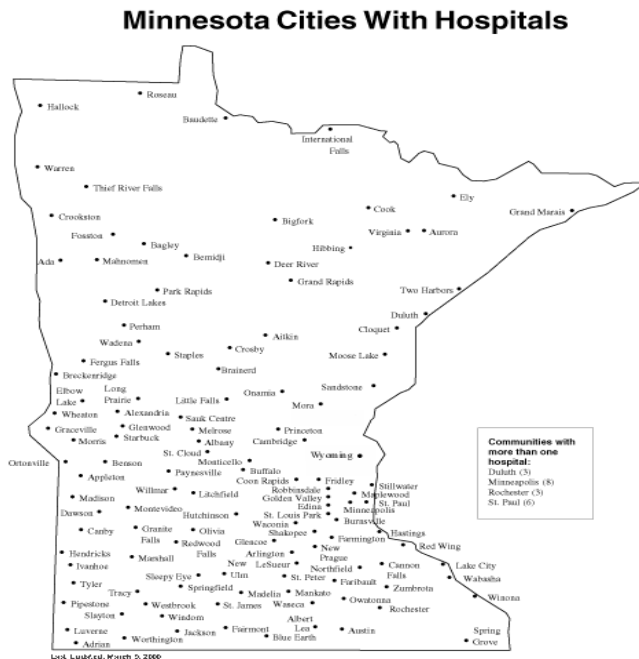 Minnesota Cities With Hospitals
Roseau
Hallock
Baudette
International
Falls
Warren
Thief River Falls
Ely
Cook
Crookston
Grand Marais
Bigfork
Fosston
Virginia
Aurora
Bagley
Hibbing
Ada
Mahnomen
Bemidji
Deer River
Grand Rapids
Park Rapids
Two Harbors
Detroit Lakes
Duluth
Perham
Cloquet
Aitkin
Wadena
Staples
Crosby
Moose Lake
Fergus Falls
Brainerd
Breckenridge
Sandstone
Elbow
Lake
Long
Prairie
Little Falls
Onamia
Mora
Wheaton
Alexandria
Sauk Centre
Graceville
Glenwood
Melrose
Princeton
Starbuck
Morris
Albany
Cambridge
St. Cloud
Wyoming
Communities with
more than one
hospital:
Duluth (3)
Minneapolis (8)
Rochester (3)
St. Paul (6)
Ortonville
Benson
Monticello
Paynesville
Buffalo
Appleton
Coon Rapids
Fridley
Stillwater
Robbinsdale
Maplewood
Willmar
Litchfield
Golden Valley
Madison
Edina
St. Paul
Minneapolis
Dawson
Montevideo
Hutchinson
St. Louis Park
Burnsville
Waconia
Canby
Granite
Falls
Olivia
Shakopee
Hastings
Redwood
Falls
Glencoe
Farmington
Red Wing
Hendricks
Marshall
Arlington
New
Prague
Ivanhoe
New
Ulm
LeSueur
Northfield
Cannon
Falls
Lake City
Sleepy Eye
St. Peter
Faribault
Wabasha
Tyler
Tracy
Springfield
Madelia
Mankato
Zumbrota
Winona
Pipestone
Westbrook
St. James
Waseca
Owatonna
Rochester
Slayton
Windom
Albert
Lea
Luverne
Jackson
Fairmont
Austin
Spring
Grove
Adrian
Worthington
Blue Earth